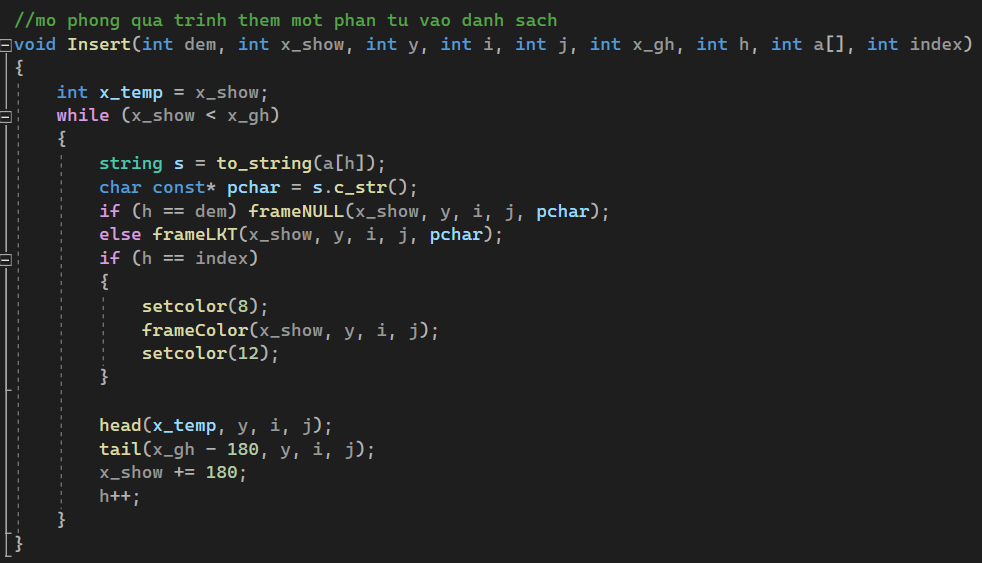 //mo phong qua trinh them mot phan tu vao danh sach
void Insert(int dem, int x_show, int y, int i, int j, int x_gh, int h, int a[], int index)
{
    int x_temp = x_show;
    while (x_show < x_gh)
    {
        string s = to_string(a[h]);
        char const* pchar = s.c_str();
        if (h == dem) frameNULL(x_show, y, i, j, pchar);
        else frameLKT(x_show, y, i, j, pchar);
        if (h == index)
        {
            setcolor(8);
            frameColor(x_show, y, i, j);
            setcolor(12);
        }

        head(x_temp, y, i, j);
        tail(x_gh - 180, y, i, j);
        x_show += 180;
        h++;
    }
}